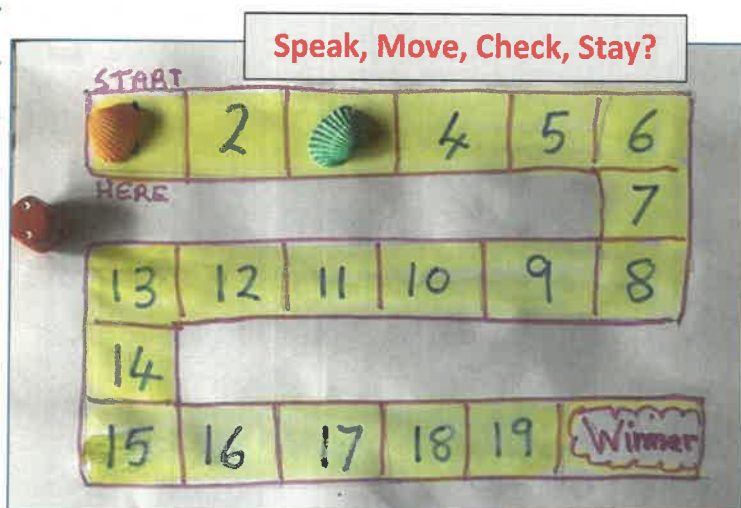 Speak, Move, Check, Stay?
START
2 4 5 6
HERE
7
13 12 11 10 9 8
14
15 16 17 18 19 Winner